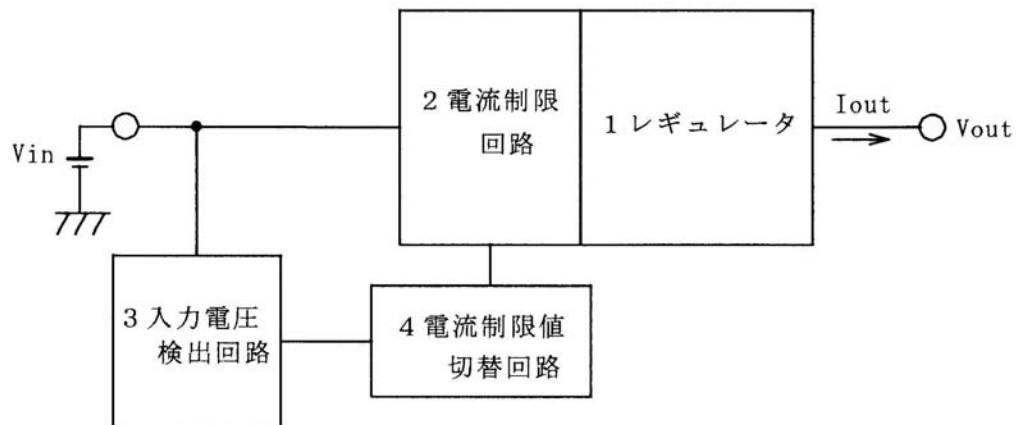 2 電流制限
回路
1 レギュレータ
Iout
Vout
Vin
3 入力電圧
検出回路
4 電流制限値
切替回路